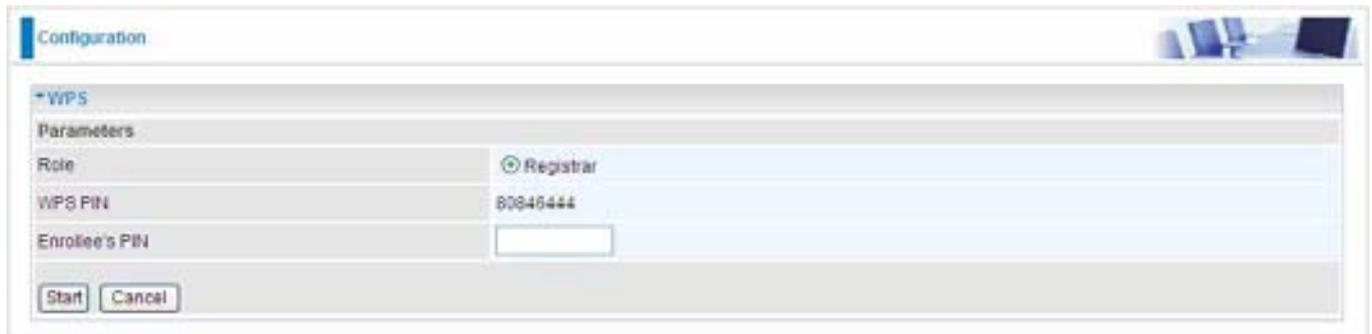 Configuration
WPS
Parameters
Role Registrar
WPS PIN 80846444
Enrollee's PIN
Start Cancel